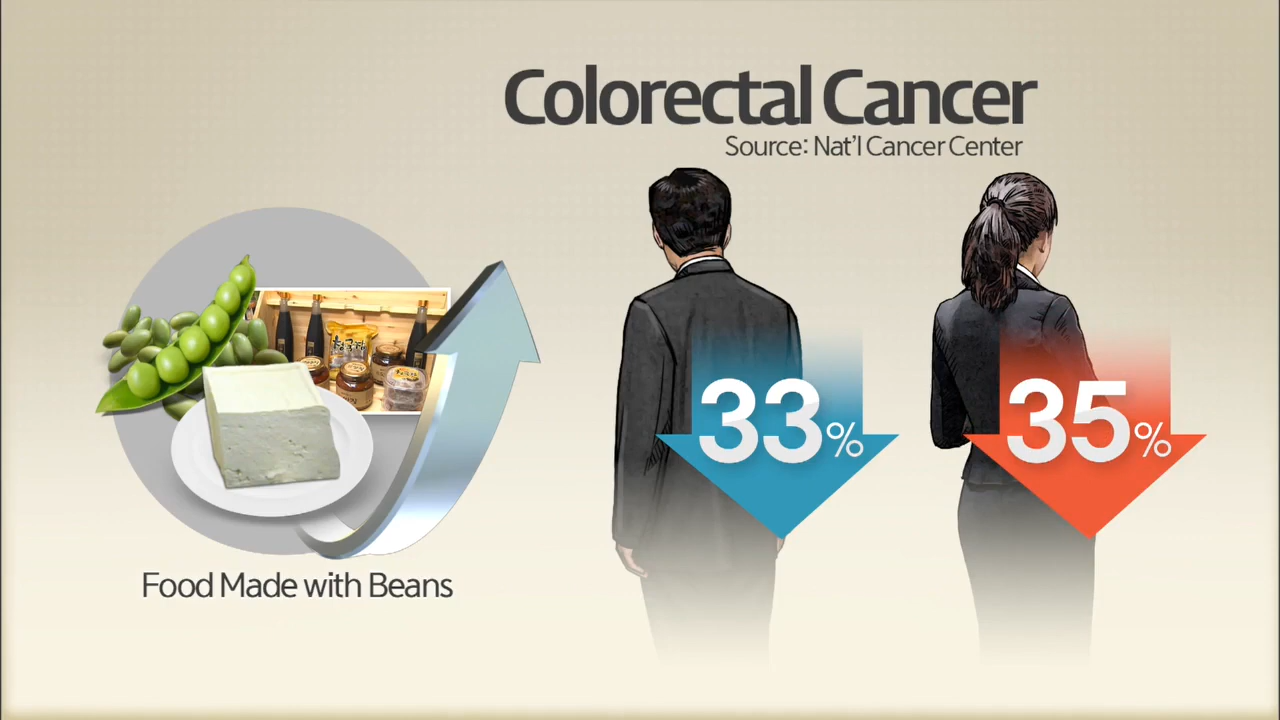 Colorectal Cancer
Source: Nat'l Cancer Center
33%
35%
Food Made with Beans